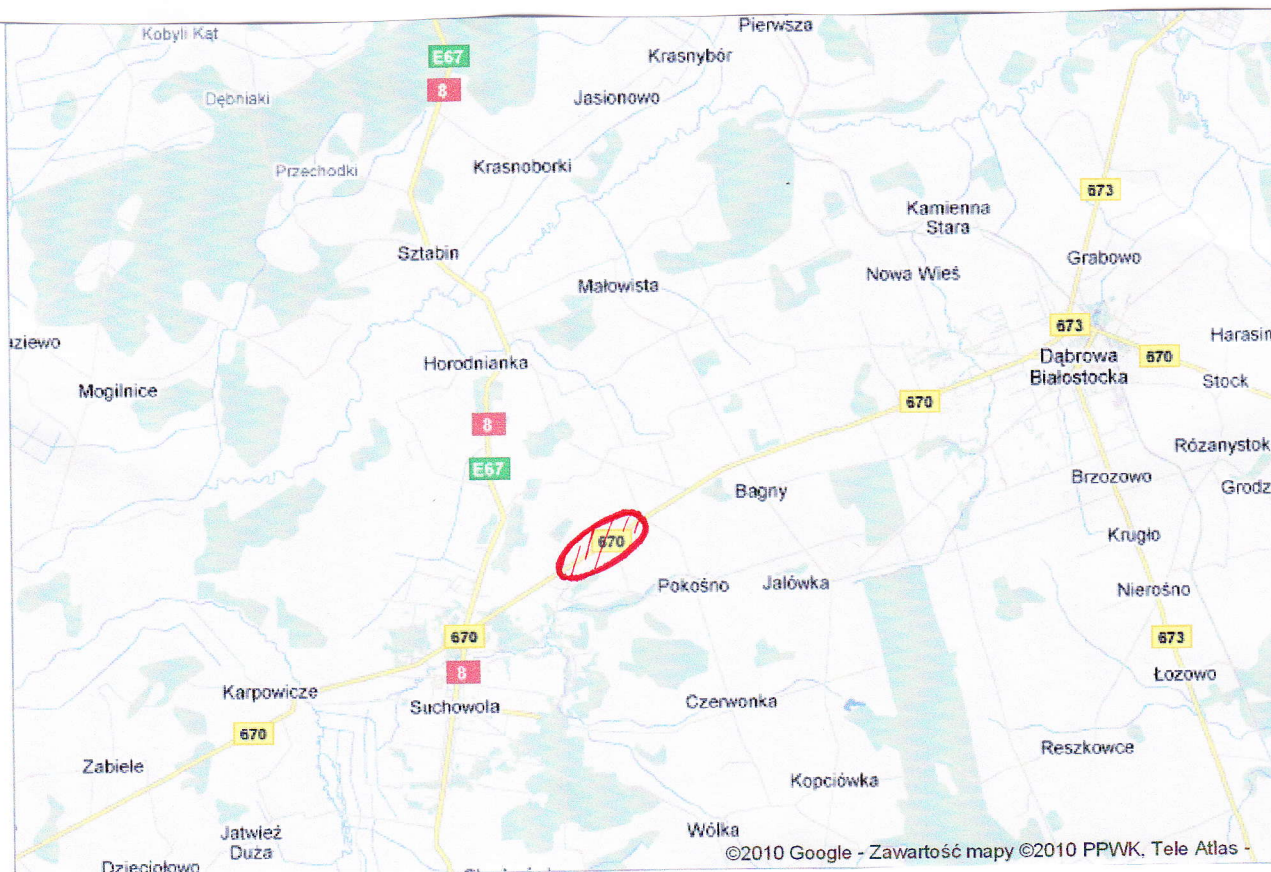 Pierwsza
Kobyli Kąt
Krasnybór
E67
8
Jasionowo
Dębniaki
Przechodki
Krasnoborki
673
Kamienna
Stara
Sztabin
Grabowo
Nowa Wieś
Małowista
673
Harasim
Horodnianka
Dąbrowa
Białostocka
670
Mogilnice
Stock
670
8
Rózanystok
E67
Brzozowo
Bagny
Grodz
Krugło
670
Pokośno
Jalówka
Nierośno
670
673
8
Łozowo
Karpowicze
Suchowola
Czerwonka
670
Reszkowce
Zabiele
Kopciówka
Wólka
Jatwież
Duża
©2010 Google - Zawartość mapy ©2010 PPWK, Tele Atlas -
Dzięciołowo